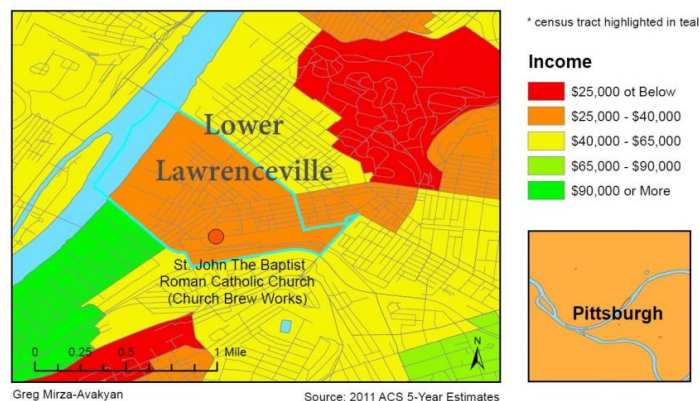 * census tract highlighted in teal
Lower
Lawrenceville
St. John The Baptist
Roman Catholic Church
(Church Brew Works)
0 0.25 0.5 1 Mile
N
Greg Mirza-Avakyan
Source: 2011 ACS 5-Year Estimates
Income
$25,000 ot Below
$25,000 - $40,000
$40,000 - $65,000
$65,000 - $90,000
$90,000 or More
Pittsburgh